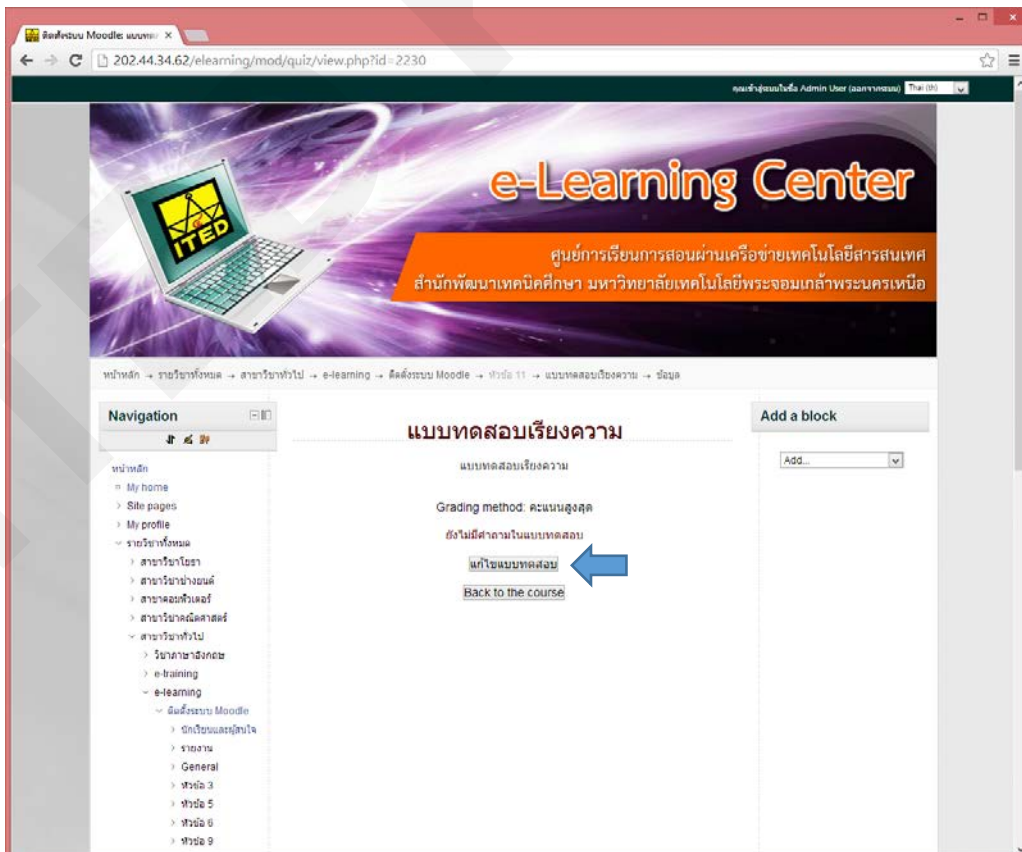 ติดตั้งระบบ Moodle: แบบทด
202.44.34.62/elearning/mod/quiz/view.php?id=2230
คุณเข้าสู่ระบบในชื่อ Admin User (ออกจากระบบ) Thai (th)
e-Learning Center
ITED
ศูนย์การเรียนการสอนผ่านเครือข่ายเทคโนโลยีสารสนเทศ
สำนักพัฒนาเทคนิคศึกษา มหาวิทยาลัยเทคโนโลยีพระจอมเกล้าพระนครเหนือ
หน้าหลัก → รายวิชาทั้งหมด → สาขาวิชาทั่วไป → e-learning → ติดตั้งระบบ Moodle → หัวข้อ 11 → แบบทดสอบเรียงความ → ข้อมูล
Navigation
หน้าหลัก
My home
Site pages
My profile
รายวิชาทั้งหมด
สาขาวิชาโยธา
สาขาวิชาช่างยนต์
สาขาคอมพิวเตอร์
สาขาวิชาคณิตศาสตร์
สาขาวิชาทั่วไป
วิชาภาษาอังกฤษ
e-training
e-learning
ติดตั้งระบบ Moodle
นักเรียนและผู้สนใจ
รายงาน
General
หัวข้อ 3
หัวข้อ 5
หัวข้อ 6
หัวข้อ 9
แบบทดสอบเรียงความ
แบบทดสอบเรียงความ
Grading method: คะแนนสูงสุด
ยังไม่มีคำถามในแบบทดสอบ
แก้ไขแบบทดสอบ
Back to the course
Add a block
Add...